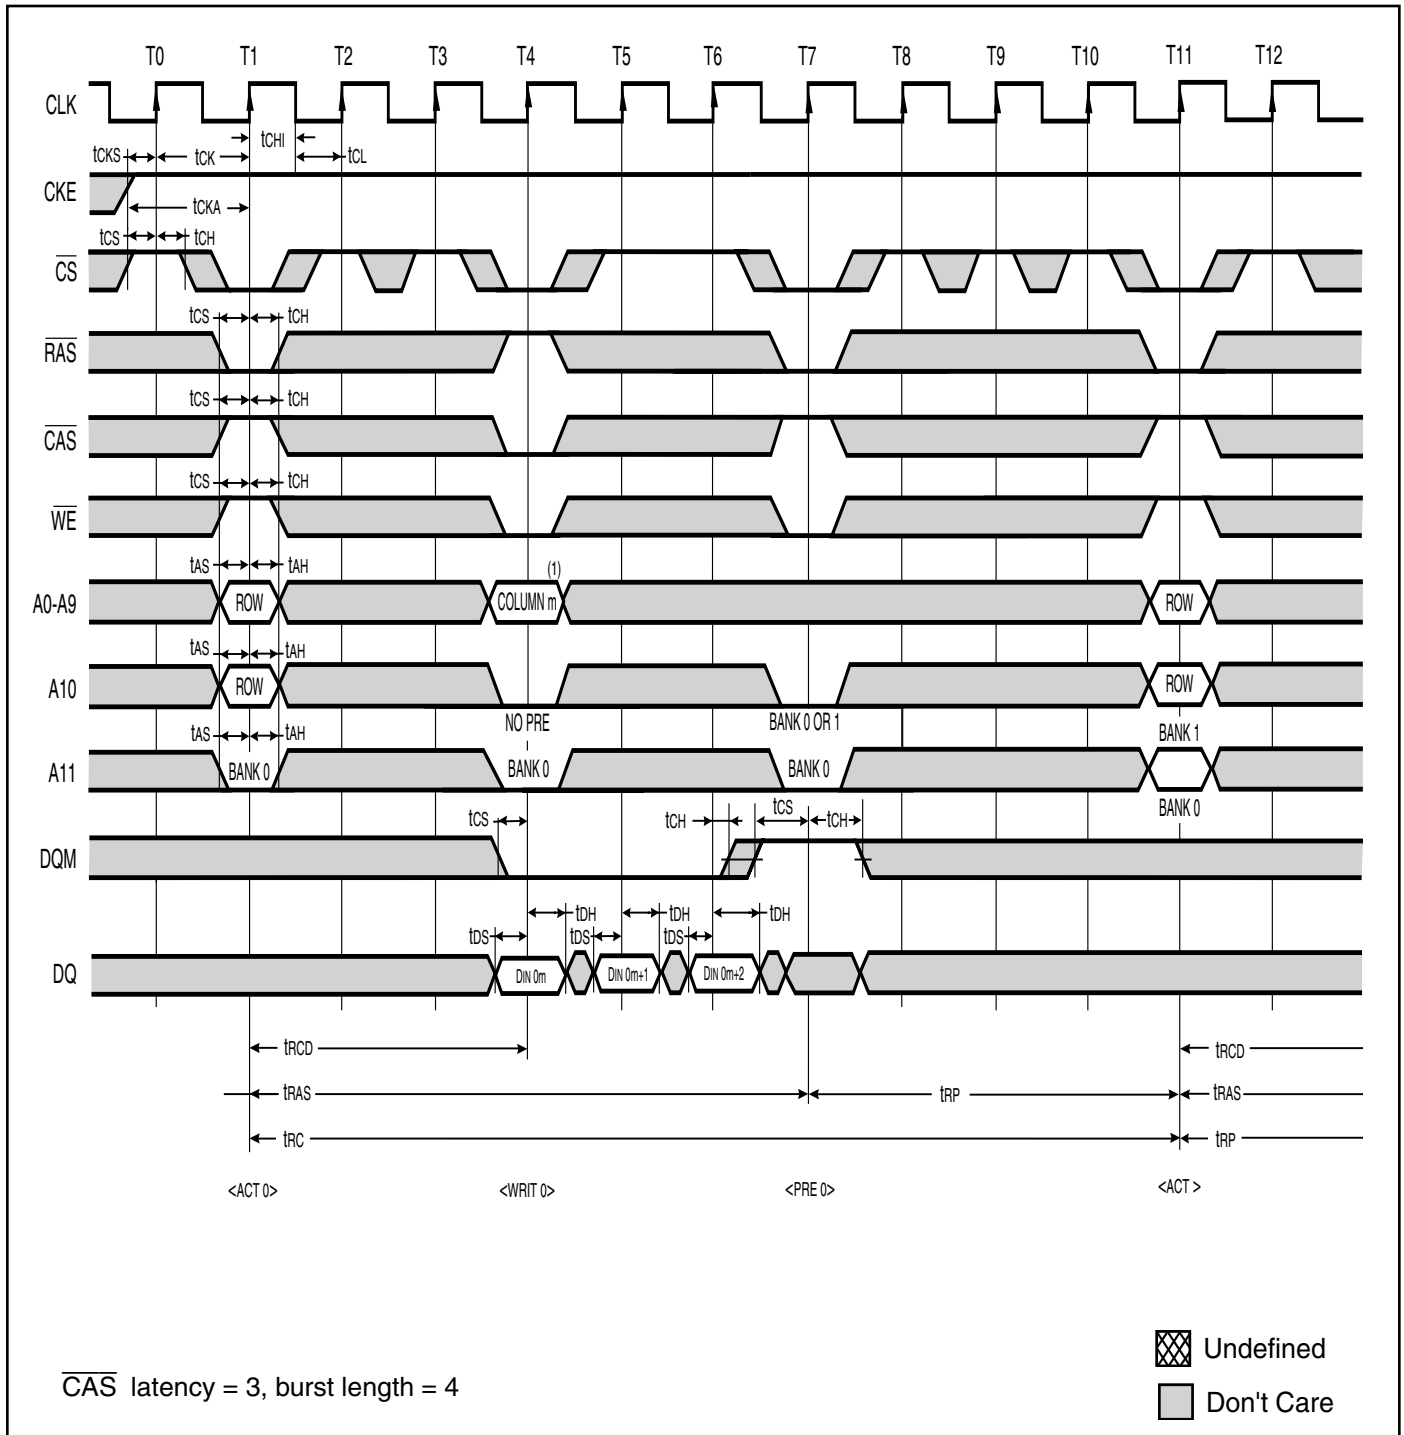 T0 T1 T2 T3 T4 T5 T6 T7 T8 T9 T10 T11 T12
CLK
tCHI
tCKS tCK tCL
CKE
tCKA
tCS tCH
CS
tCS tCH
RAS
tCS tCH
CAS
tCS tCH
WE
tAS tAH (1)
A0-A9 ROW COLUMN m ROW
tAS tAH
A10 ROW ROW
NO PRE BANK 0 OR 1
tAS tAH BANK 1
A11 BANK 0 BANK 0 BANK 0
BANK 0
tCS tCH tCS tCH
DQM
tDH tDH tDH
tDS tDS tDS
DQ DIN 0m DIN 0m+1 DIN 0m+2
tRCD tRCD
tRAS tRP tRAS
tRC tRP
<ACT 0> <WRIT 0> <PRE 0> <ACT >
Undefined
CAS latency = 3, burst length = 4
Don't Care